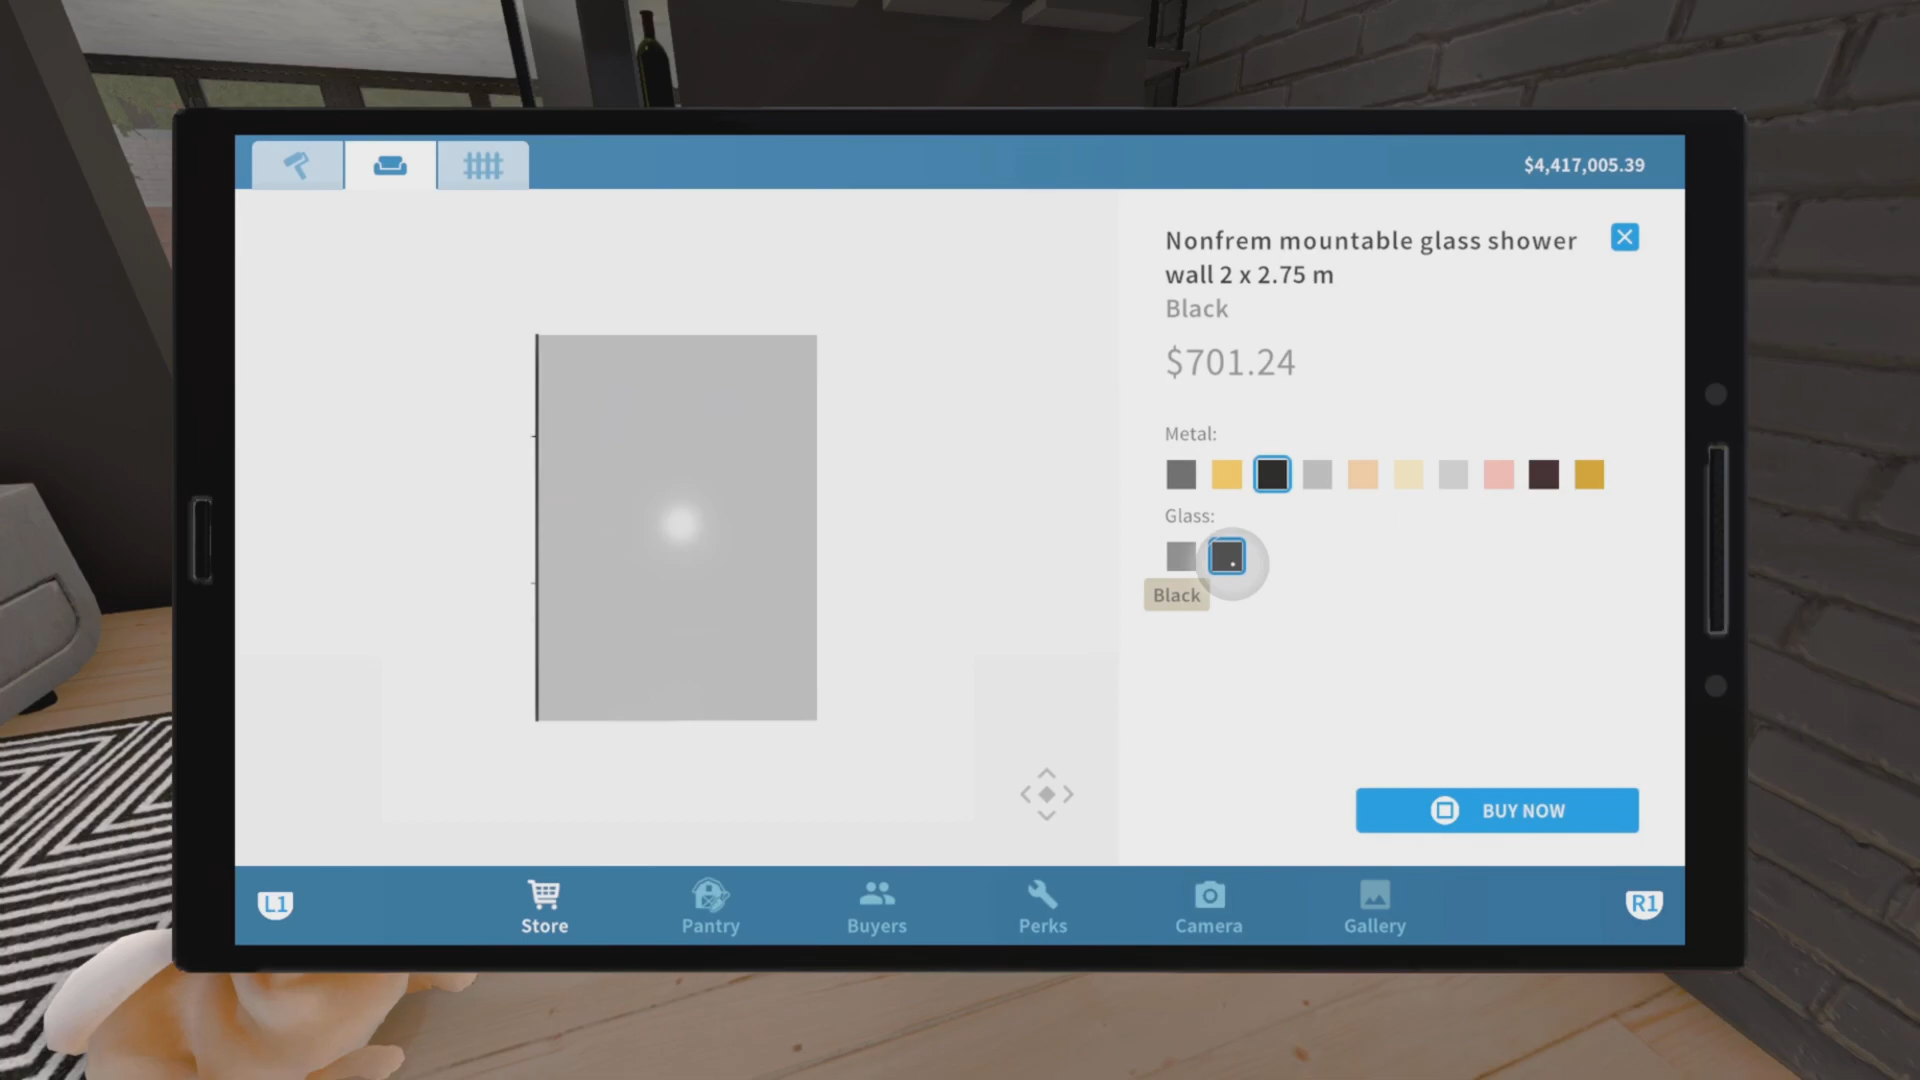 $4,417,005.39
Nonfrem mountable glass shower
wall 2 x 2.75 m
Black
$701.24
Metal:
Glass:
Black
BUY NOW
L1
Store
Pantry
Buyers
Perks
Camera
Gallery
R1